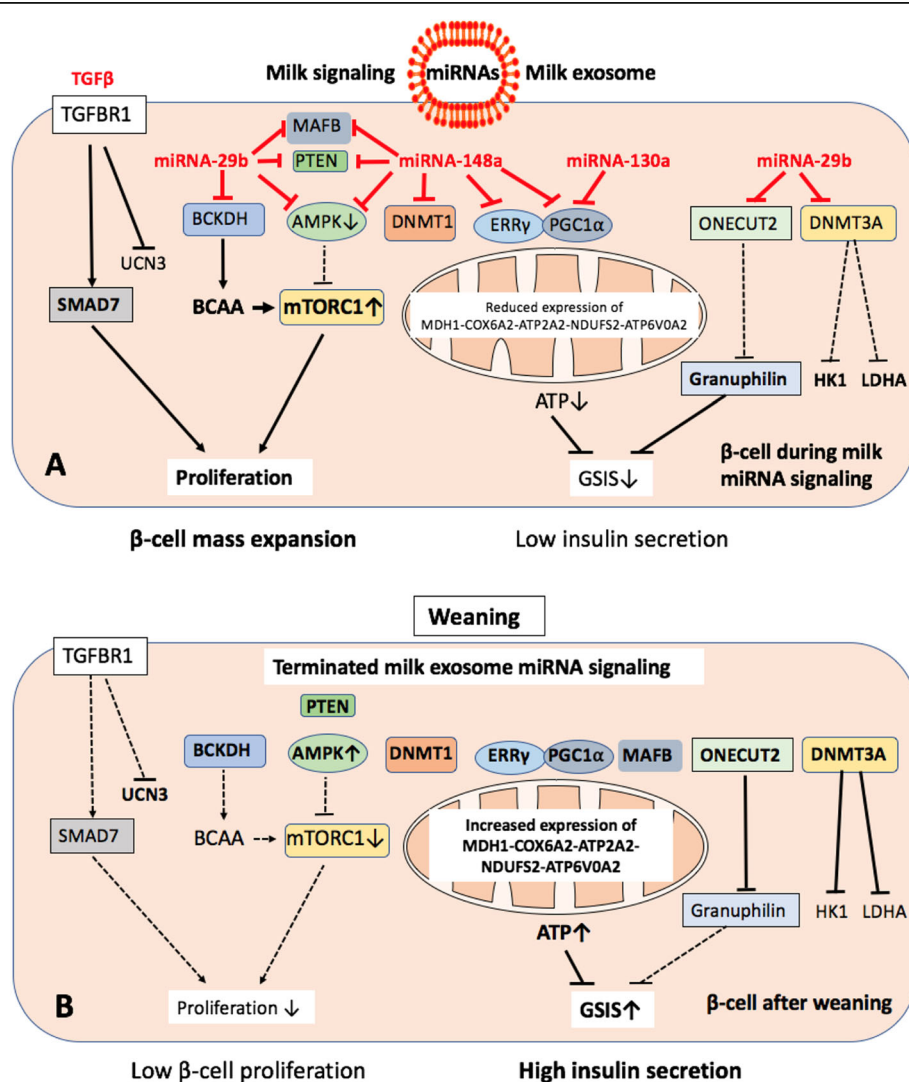 Milk signaling
miRNAs
Milk exosome
TGFβ
TGFBR1
MAFB
miRNA-29b
PTEN
miRNA-148a
miRNA-130a
miRNA-29b
BCKDH
AMPK↓
DNMT1
ERRγ
PGC1α
ONECUT2
DNMT3A
UCN3
SMAD7
BCAA
mTORC1↑
Reduced expression of
MDH1-COX6A2-ATP2A2-NDUFS2-ATP6V0A2
Granuphilin
HK1
LDHA
ATP↓
A
Proliferation
GSIS↓
β-cell during milk
miRNA signaling
β-cell mass expansion
Low insulin secretion
Weaning
TGFBR1
Terminated milk exosome miRNA signaling
PTEN
BCKDH
AMPK↑
DNMT1
ERRγ
PGC1α
MAFB
ONECUT2
DNMT3A
UCN3
SMAD7
BCAA
mTORC1↓
Increased expression of
MDH1-COX6A2-ATP2A2-
NDUFS2-ATP6V0A2
Granuphilin
HK1
LDHA
ATP↑
B
Proliferation ↓
GSIS↑
β-cell after weaning
Low β-cell proliferation
High insulin secretion